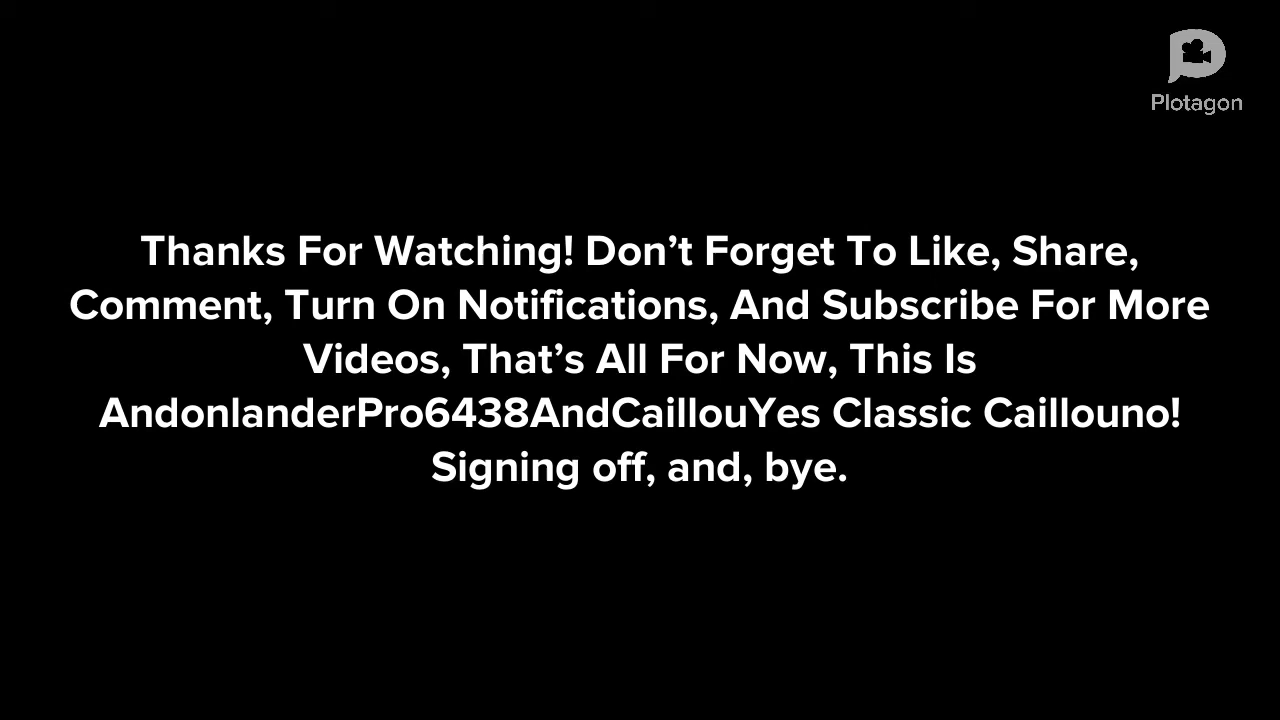 Plotagon
Thanks For Watching! Don’t Forget To Like, Share,
Comment, Turn On Notifications, And Subscribe For More
Videos, That’s All For Now, This Is
AndonlanderPro6438AndCaillouYes Classic Caillouno!
Signing off, and, bye.